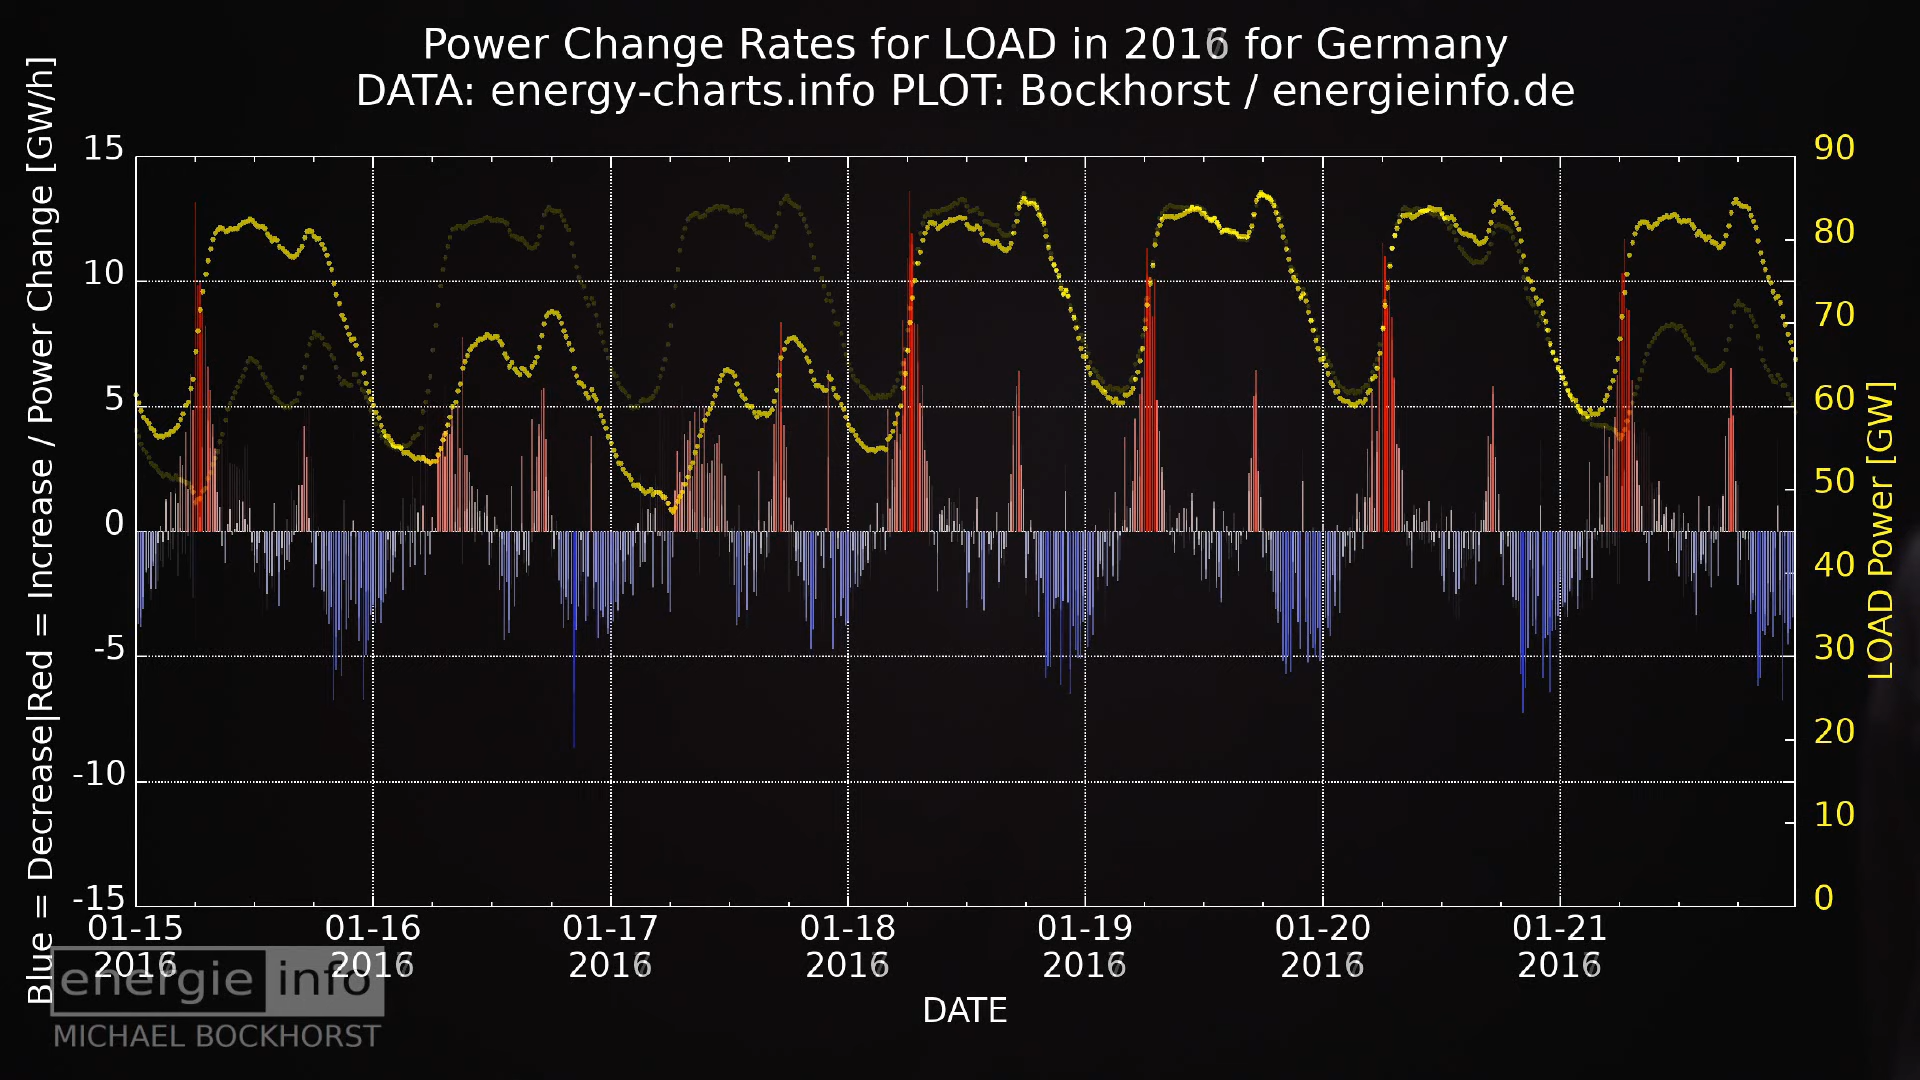 Power Change Rates for LOAD in 2016 for Germany
DATA: energy-charts.info PLOT: Bockhorst / energieinfo.de
Blue = Decrease|Red = Increase / Power Change [GW/h]
15
10
5
0
-5
-10
-15
90
80
70
60
50
40
30
20
10
0
LOAD Power [GW]
01-15 01-16 01-17 01-18 01-19 01-20 01-21
2016 2016 2016 2016 2016 2016 2016
DATE
energie info
MICHAEL BOCKHORST